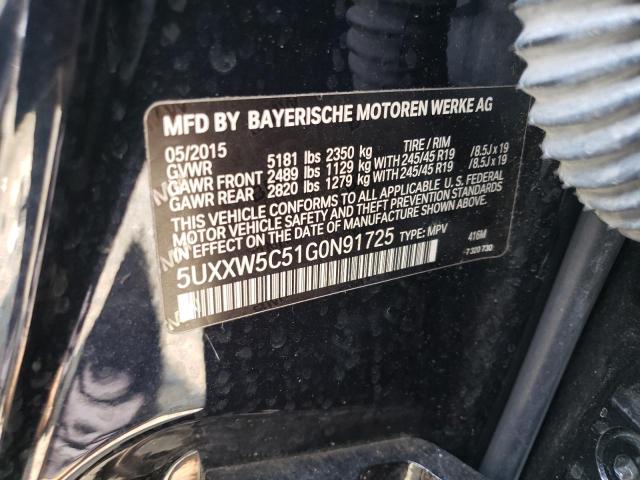 MFD BY BAYERISCHE MOTOREN WERKE AG
05/2015 TIRE / RIM
GVWR 5181 lbs 2350 kg
GAWR FRONT 2489 lbs 1129 kg WITH 245/45 R19 /8.5J x 19
GAWR REAR 2820 lbs 1279 kg WITH 245/45 R19 /8.5J x 19
THIS VEHICLE CONFORMS TO ALL APPLICABLE U.S. FEDERAL
MOTOR VEHICLE SAFETY AND THEFT PREVENTION STANDARDS
IN EFFECT ON THE DATE OF MANUFACTURE SHOWN ABOVE.
5UXXW5C51G0N91725 TYPE: MPV 416M
-7 320 730-